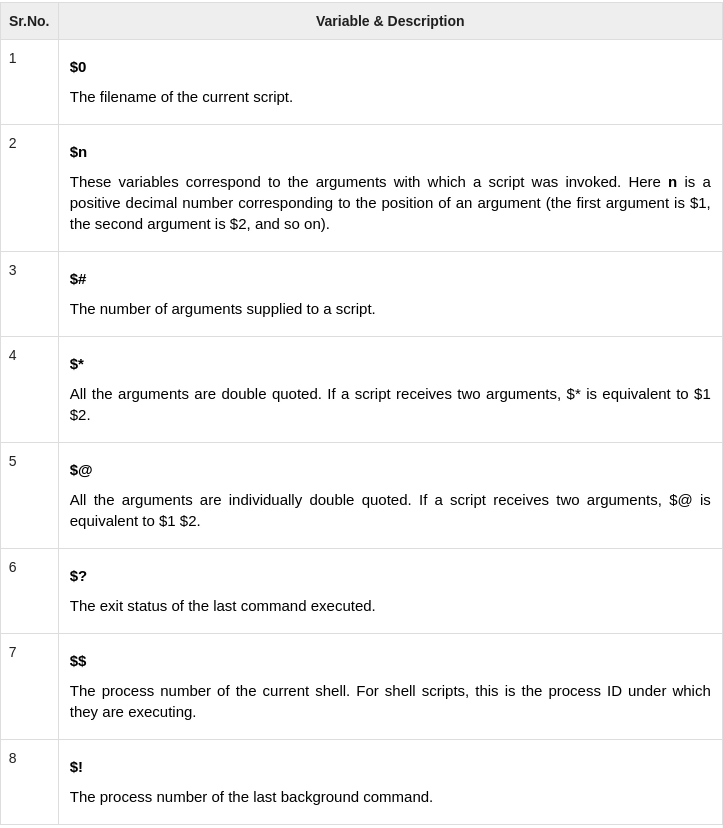 Sr.No. Variable & Description
1
$0
The filename of the current script.
2
$n
These variables correspond to the arguments with which a script was invoked. Here n is a
positive decimal number corresponding to the position of an argument (the first argument is $1,
the second argument is $2, and so on).
3
$#
The number of arguments supplied to a script.
4
$*
All the arguments are double quoted. If a script receives two arguments, $* is equivalent to $1
$2.
5
$@
All the arguments are individually double quoted. If a script receives two arguments, $@ is
equivalent to $1 $2.
6
$?
The exit status of the last command executed.
7
$$
The process number of the current shell. For shell scripts, this is the process ID under which
they are executing.
8
$!
The process number of the last background command.